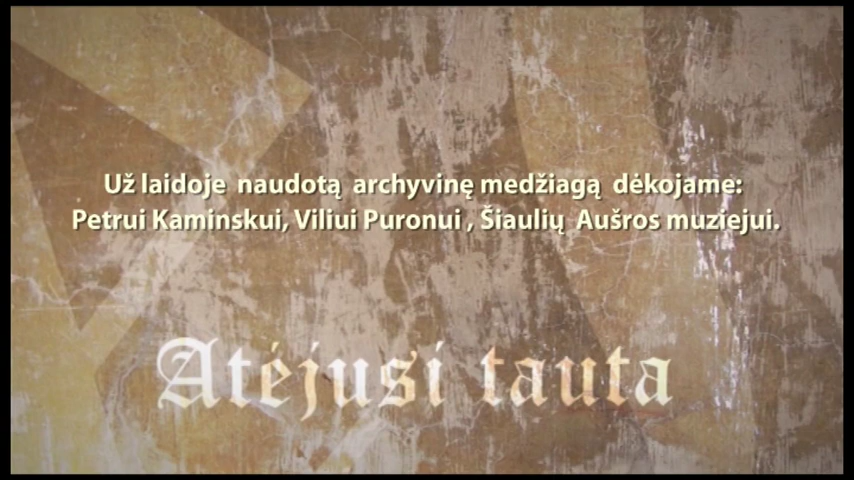 Už laidoje naudotą archyvinę medžiagą dėkojame:
Petrui Kaminskui, Viliui Puronui , Šiaulių Aušros muziejui.
Atėjusi tauta